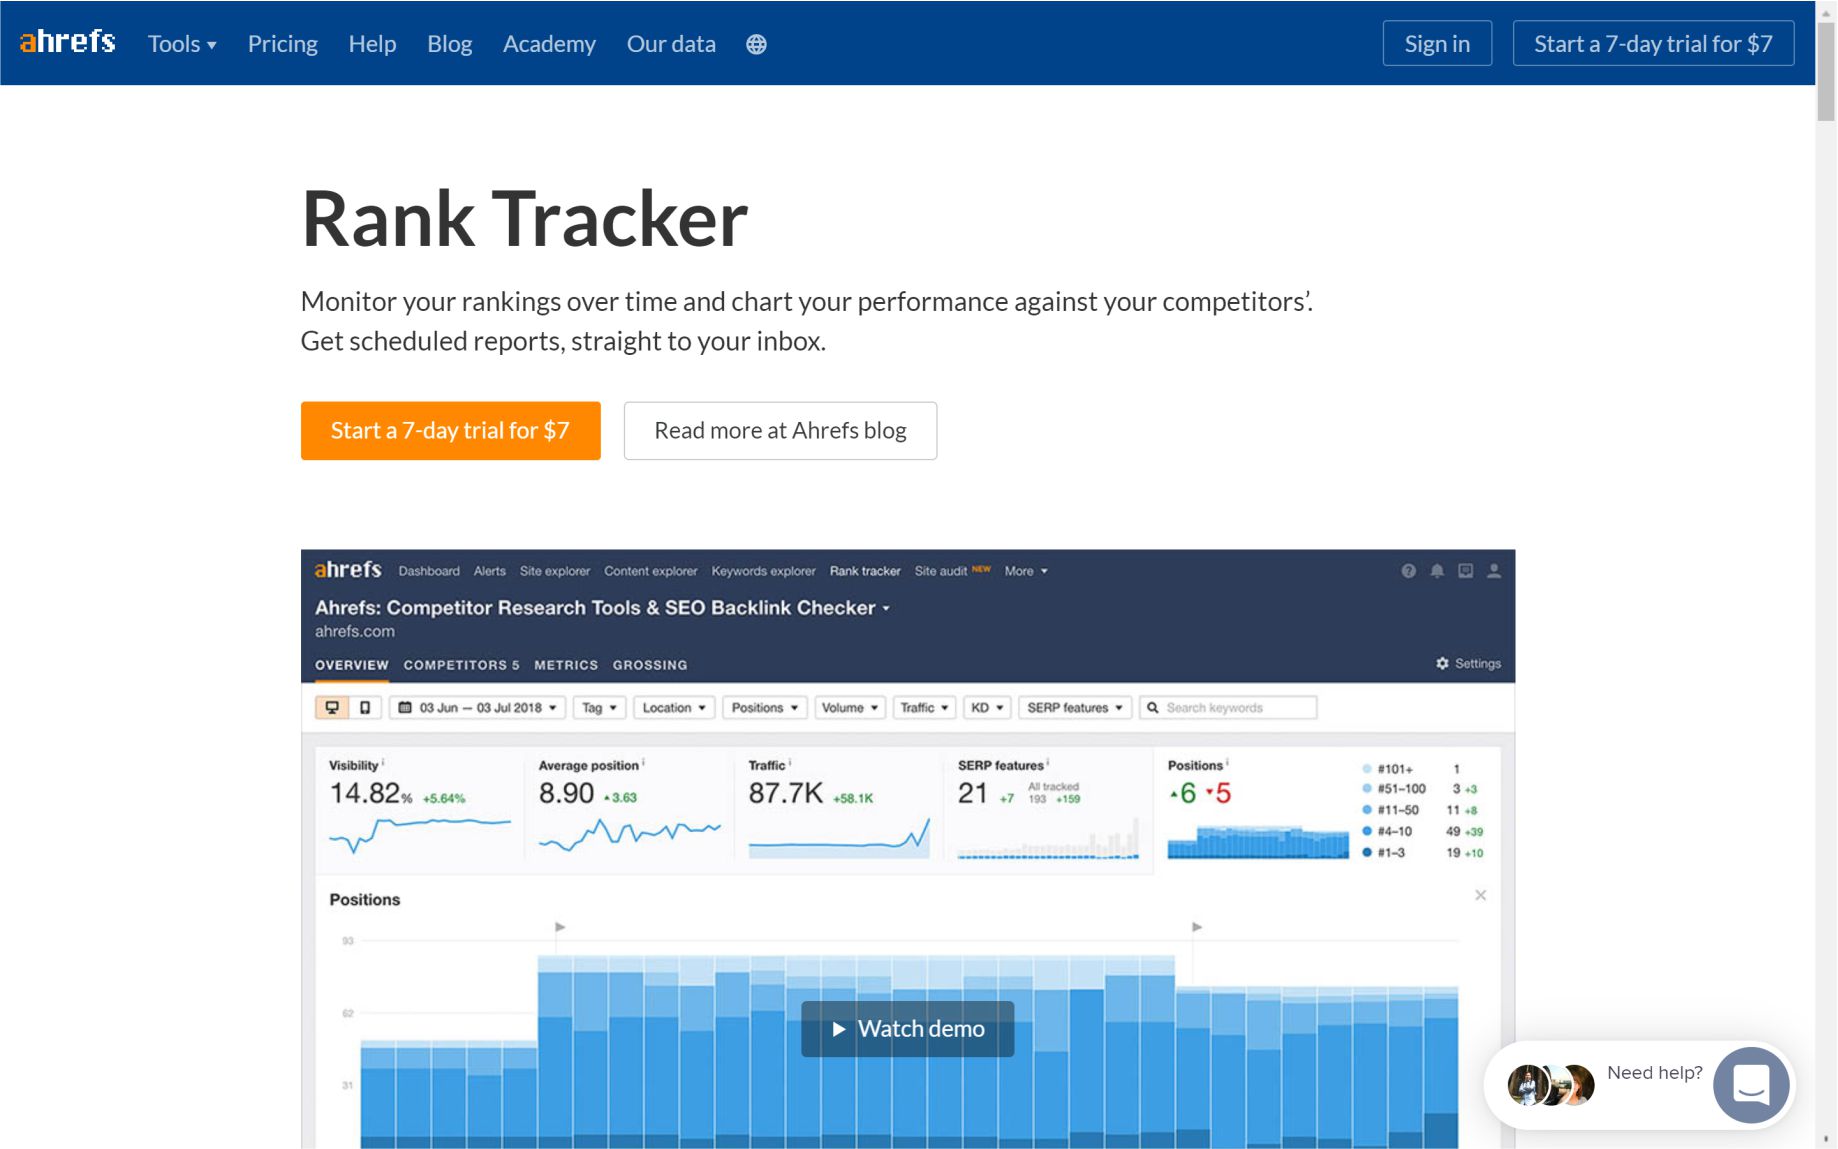 ahrefs Tools Pricing Help Blog Academy Our data Sign in Start a 7-day trial for $7
Rank Tracker
Monitor your rankings over time and chart your performance against your competitors’.
Get scheduled reports, straight to your inbox.
Start a 7-day trial for $7 Read more at Ahrefs blog
ahrefs Dashboard Alerts Site explorer Content explorer Keywords explorer Rank tracker Site audit NEW More
Ahrefs: Competitor Research Tools & SEO Backlink Checker
ahrefs.com
OVERVIEW COMPETITORS 5 METRICS GROSSING Settings
03 Jun — 03 Jul 2018 Tag Location Positions Volume Traffic KD SERP features Search keywords
Visibility i Average position i Traffic i SERP features i Positions i
14.82% +5.64% 8.90 3.63 87.7K +58.1K 21 +7 All tracked 193 +159 6 5
#101+ 1
#51–100 3 +3
#11–50 11 +8
#4–10 49 +39
#1–3 19 +10
Positions
93
62
31
Watch demo
Need help?